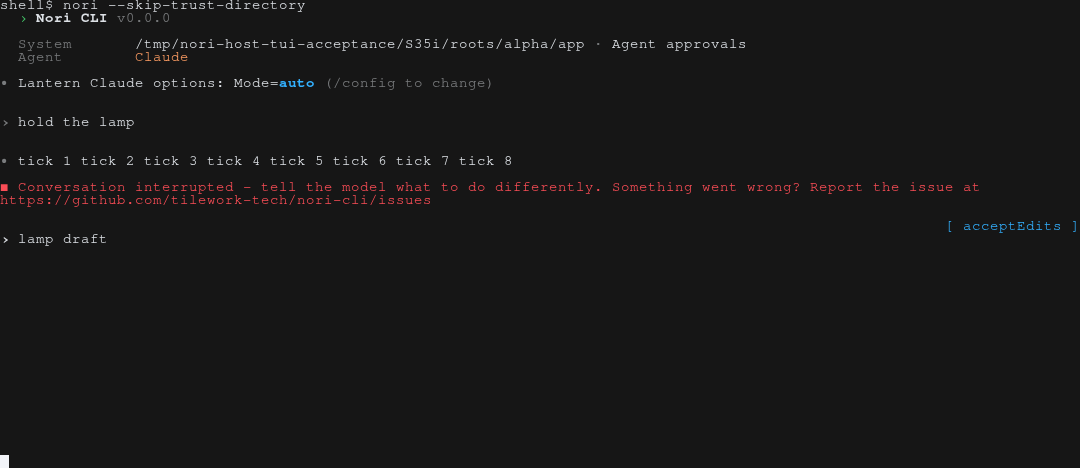 shell$ nori --skip-trust-directory
› Nori CLI v0.0.0
System /tmp/nori-host-tui-acceptance/S35i/roots/alpha/app · Agent approvals
Agent Claude
• Lantern Claude options: Mode=auto (/config to change)
› hold the lamp
• tick 1 tick 2 tick 3 tick 4 tick 5 tick 6 tick 7 tick 8
■ Conversation interrupted - tell the model what to do differently. Something went wrong? Report the issue at
https://github.com/tilework-tech/nori-cli/issues
[ acceptEdits ]
› lamp draft